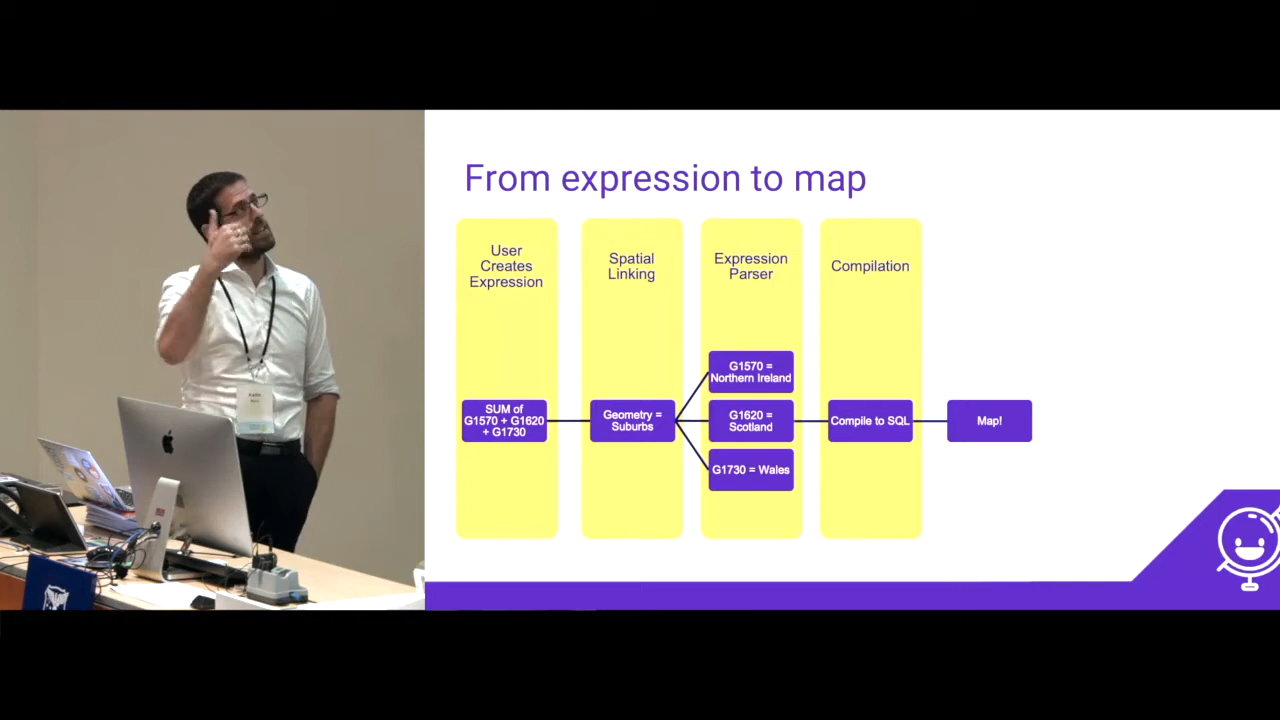 From expression to map
User
Creates
Expression
Spatial
Linking
Expression
Parser
Compilation
SUM of
G1570 + G1620
+ G1730
Geometry =
Suburbs
G1570 =
Northern Ireland
G1620 =
Scotland
G1730 = Wales
Compile to SQL
Map!